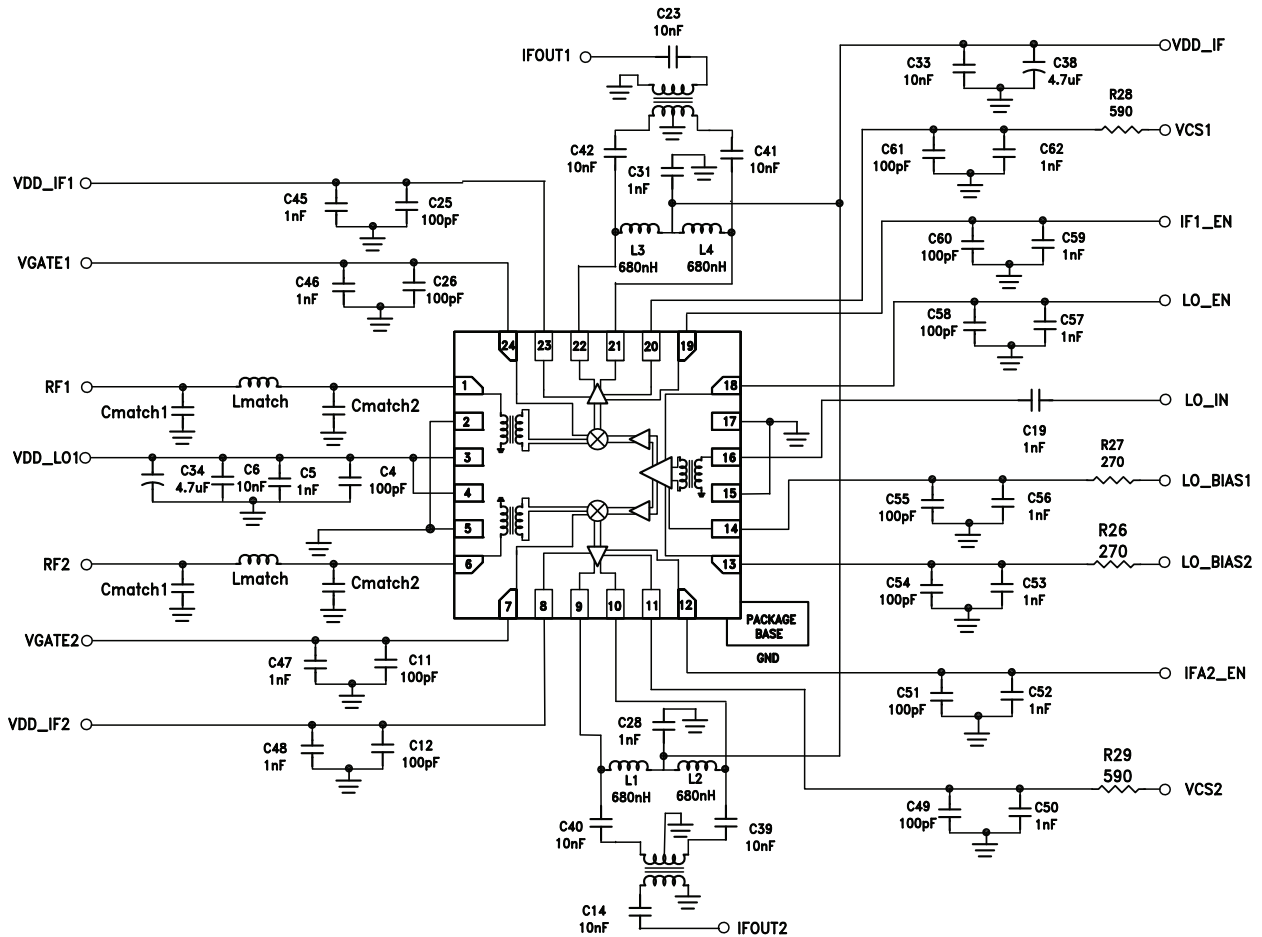 C23
10nF
IFOUT1
VDD_IF
C33
10nF
C38
4.7uF
R28
590
VCS1
C42
10nF
C41
10nF
C31
1nF
C61
100pF
C62
1nF
VDD_IF1
C45
1nF
C25
100pF
L3
680nH
L4
680nH
IF1_EN
C60
100pF
C59
1nF
VGATE1
C46
1nF
C26
100pF
LO_EN
C58
100pF
C57
1nF
24
23
22
21
20
19
RF1
Cmatch1
Lmatch
Cmatch2
1
18
LO_IN
C19
1nF
2
17
VDD_LO1
C34
4.7uF
C6
10nF
C5
1nF
C4
100pF
3
16
R27
270
LO_BIAS1
4
15
C55
100pF
C56
1nF
5
14
R26
270
LO_BIAS2
RF2
Cmatch1
Lmatch
Cmatch2
6
13
C54
100pF
C53
1nF
7
8
9
10
11
12
PACKAGE
BASE
GND
VGATE2
C47
1nF
C11
100pF
IFA2_EN
C51
100pF
C52
1nF
VDD_IF2
C48
1nF
C12
100pF
C28
1nF
L1
680nH
L2
680nH
R29
590
VCS2
C49
100pF
C50
1nF
C40
10nF
C39
10nF
C14
10nF
IFOUT2